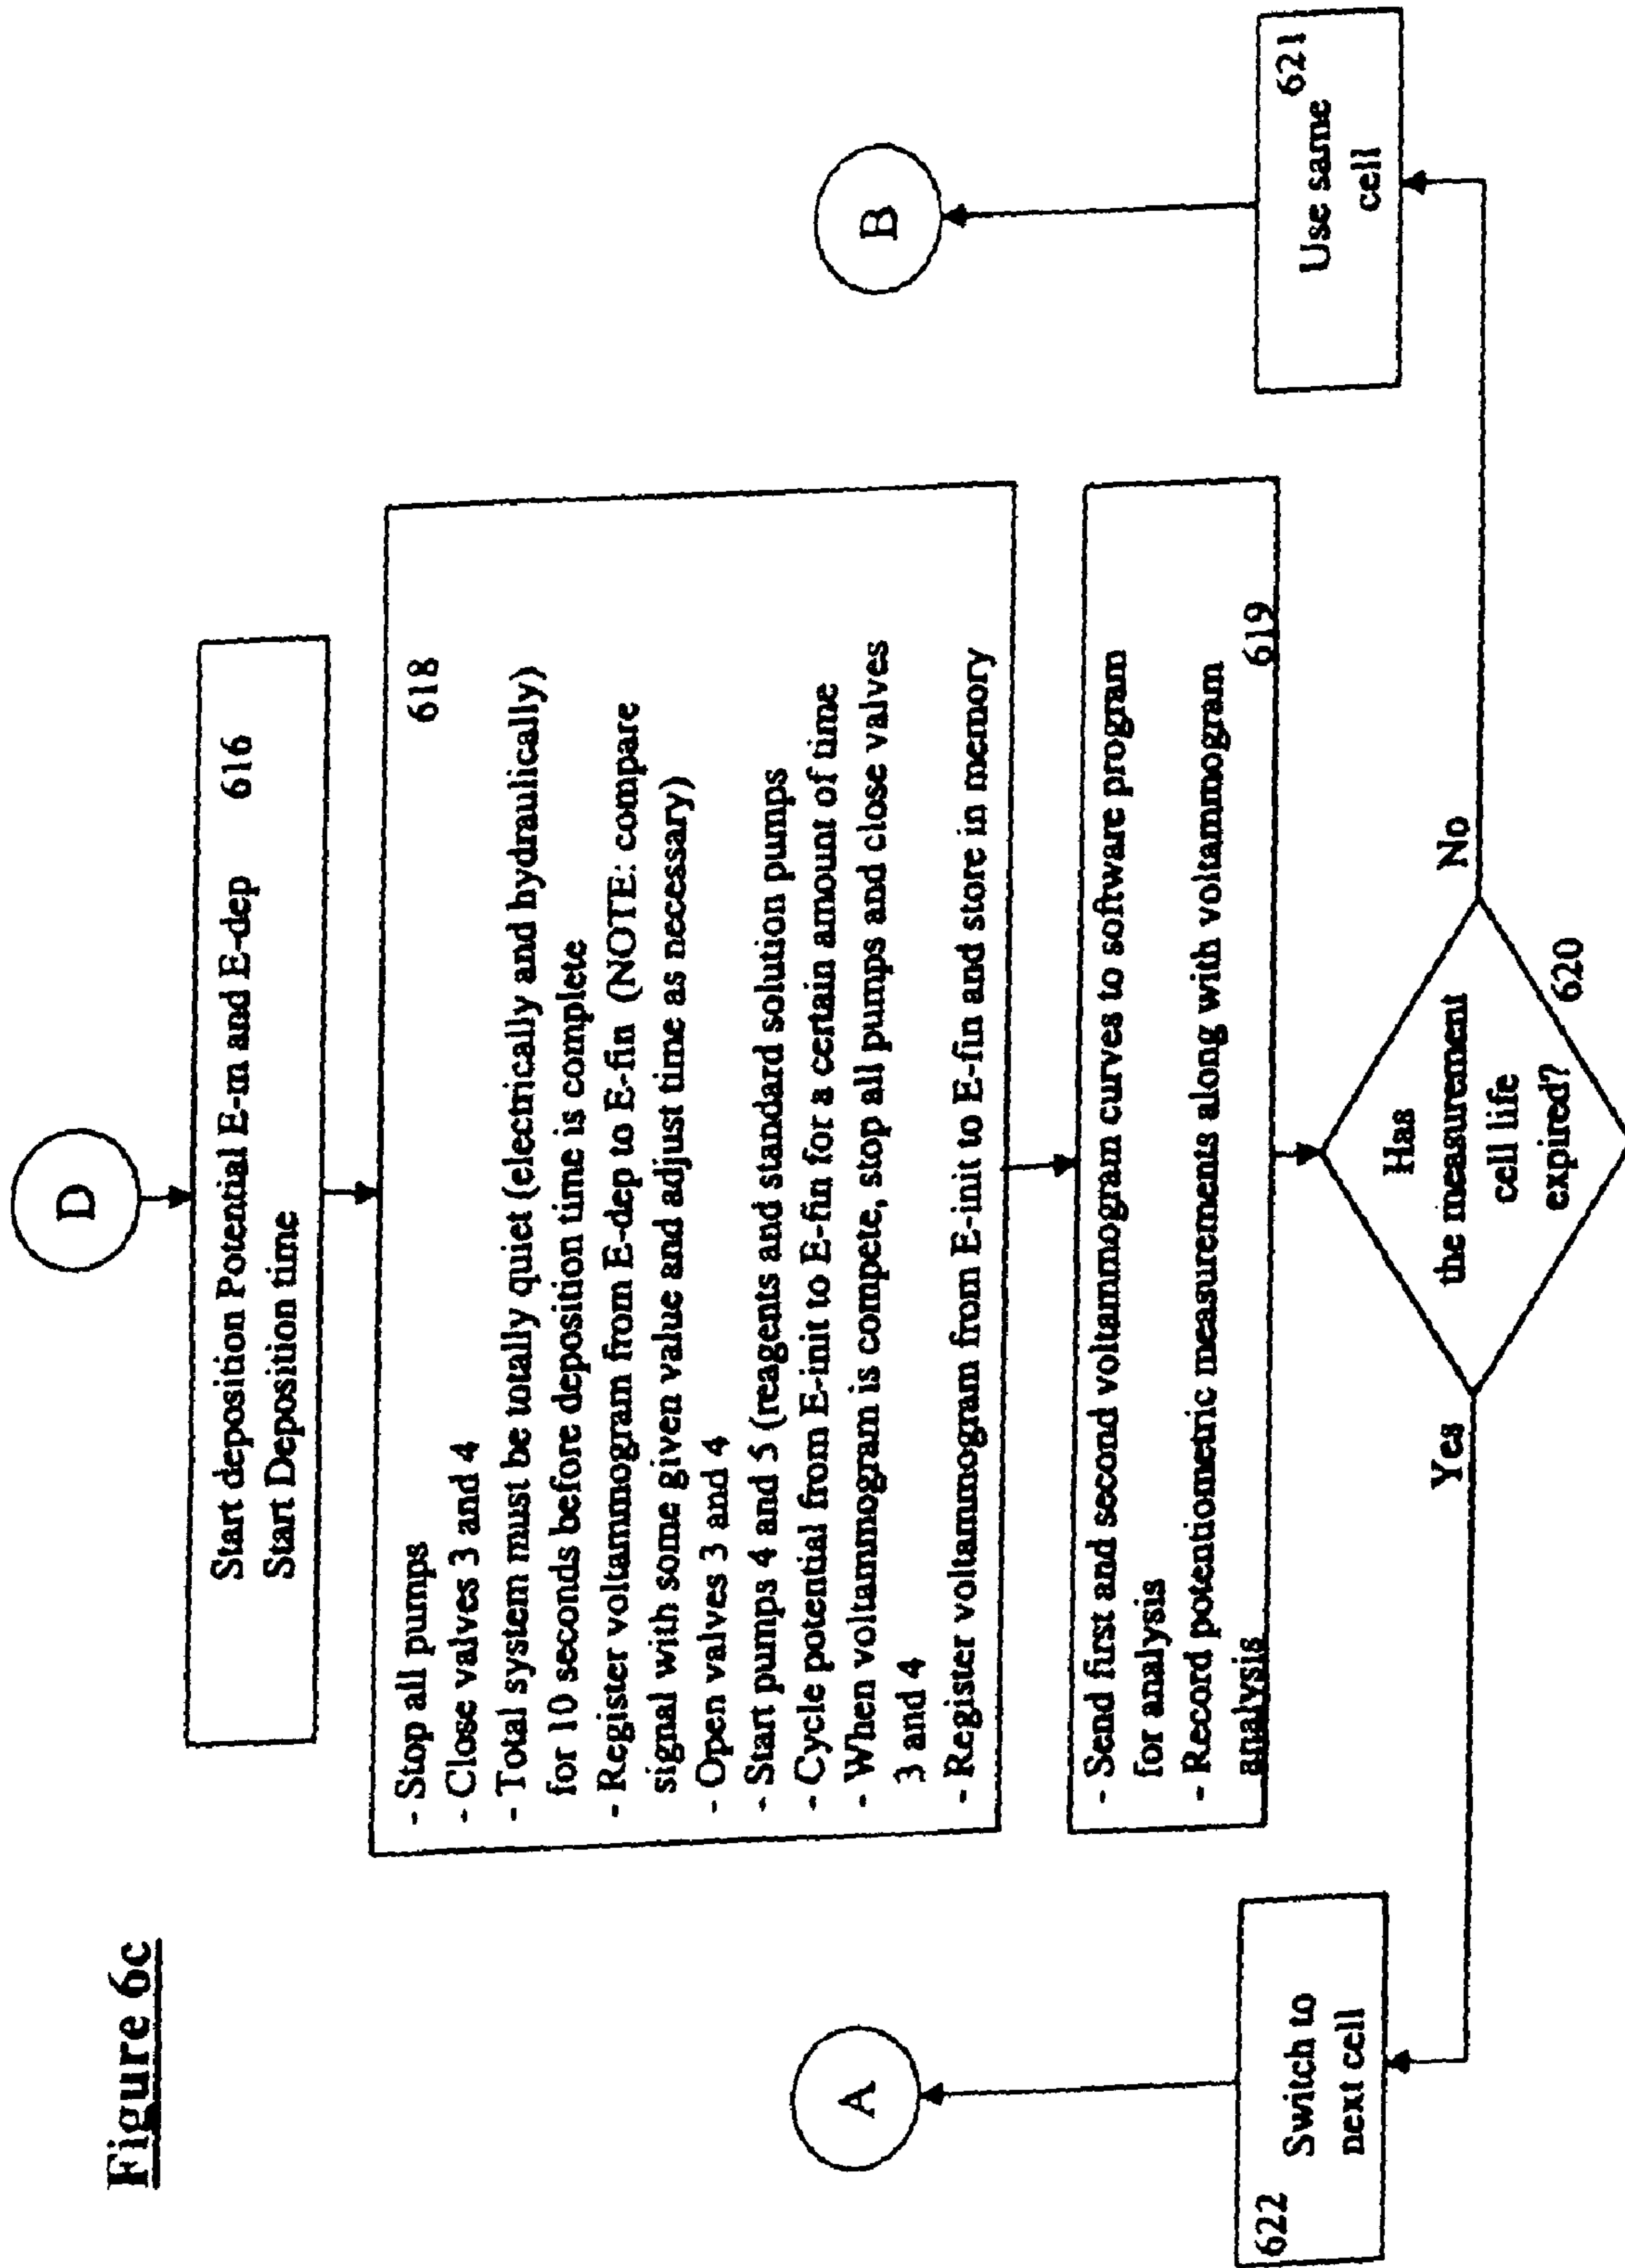 Figure 6c
D
Start deposition Potential E-m and E-dep 616
Start Deposition time
618
- Stop all pumps
- Close valves 3 and 4
- Total system must be totally quiet (electrically and hydraulically)
for 10 seconds before deposition time is complete
- Register voltammogram from E-dep to E-fin (NOTE: compare
signal with some given value and adjust time as necessary)
- Open valves 3 and 4
- Start pumps 4 and 5 (reagents and standard solution pumps
- Cycle potential from E-init to E-fin for a certain amount of time
- When voltammogram is compete, stop all pumps and close valves
3 and 4
- Register voltammogram from E-init to E-fin and store in memory
- Send first and second voltammogram curves to software program
for analysis
- Record potentiometric measurements along with voltammogram
analysis
619
Has
the measurement
cell life
expired?
620
Yes
No
622
Switch to
next cell
A
621
Use same
cell
B